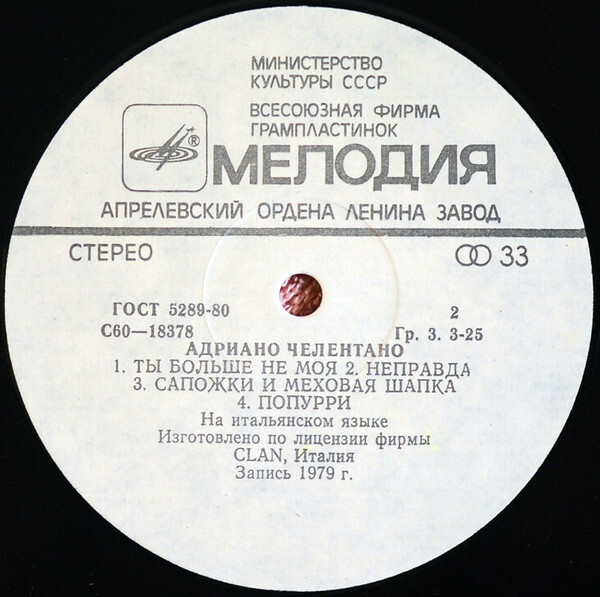 МИНИСТЕРСТВО
КУЛЬТУРЫ СССР
ВСЕСОЮЗНАЯ ФИРМА
ГРАМПЛАСТИНОК
®
МЕЛОДИЯ
АПРЕЛЕВСКИЙ ОРДЕНА ЛЕНИНА ЗАВОД
СТЕРЕО 33
ГОСТ 5289-80 2
С60—18378 Гр. 3. 3-25
АДРИАНО ЧЕЛЕНТАНО
1. ТЫ БОЛЬШЕ НЕ МОЯ 2. НЕПРАВДА
3. САПОЖКИ И МЕХОВАЯ ШАПКА
4. ПОПУРРИ
На итальянском языке
Изготовлено по лицензии фирмы
CLAN, Италия
Запись 1979 г.